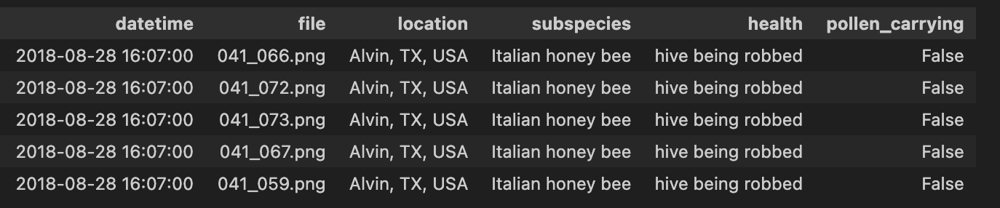 datetime file location subspecies health pollen_carrying
2018-08-28 16:07:00 041_066.png Alvin, TX, USA Italian honey bee hive being robbed False
2018-08-28 16:07:00 041_072.png Alvin, TX, USA Italian honey bee hive being robbed False
2018-08-28 16:07:00 041_073.png Alvin, TX, USA Italian honey bee hive being robbed False
2018-08-28 16:07:00 041_067.png Alvin, TX, USA Italian honey bee hive being robbed False
2018-08-28 16:07:00 041_059.png Alvin, TX, USA Italian honey bee hive being robbed False